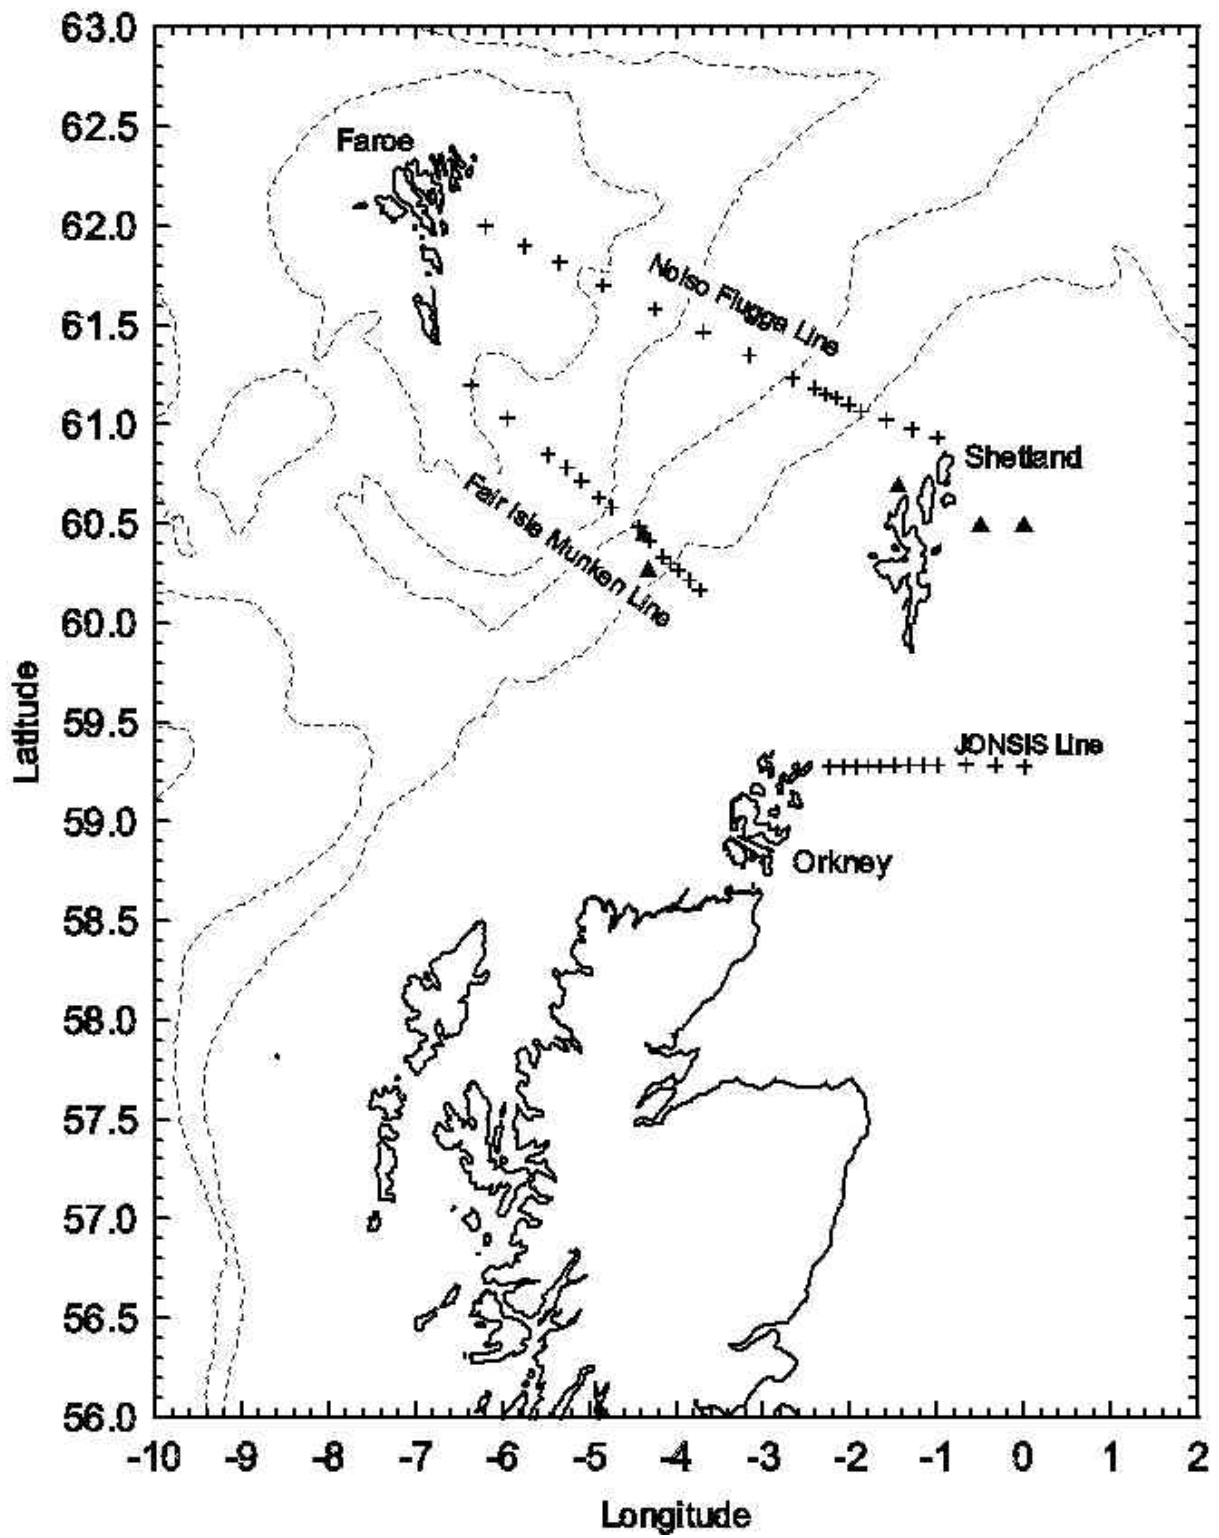 63.0
62.5
62.0
61.5
61.0
60.5
60.0
59.5
59.0
58.5
58.0
57.5
57.0
56.5
56.0
Latitude
Faroe
Nolso Flugga Line
Shetland
Fair Isle Munken Line
JONSIS Line
Orkney
-10 -9 -8 -7 -6 -5 -4 -3 -2 -1 0 1 2
Longitude